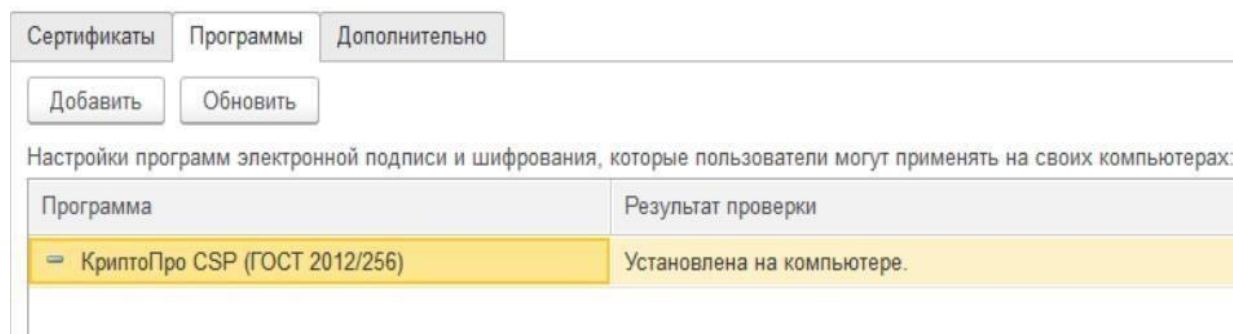 Сертификаты Программы Дополнительно
Добавить Обновить
Настройки программ электронной подписи и шифрования, которые пользователи могут применять на своих компьютерах:
Программа Результат проверки
КриптоПро CSP (ГОСТ 2012/256) Установлена на компьютере.